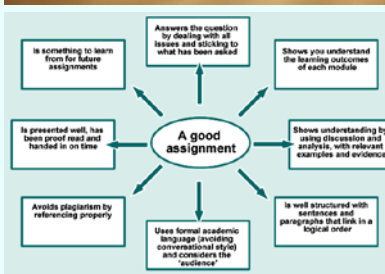 Answers the question
by dealing with all
issues and sticking to
what has been asked
Is something to learn
from for future
assignments
Shows you understand
the learning outcomes
of each module
Is presented well, has
been proof read and
handed in on time
A good
assignment
Shows understanding by
using discussion and
analysis, with relevant
examples and evidence
Avoids plagiarism by
referencing properly
Uses formal academic
language (avoiding
conversational style)
and considers the
'audience'
Is well structured with
sentences and
paragraphs that link in a
logical order